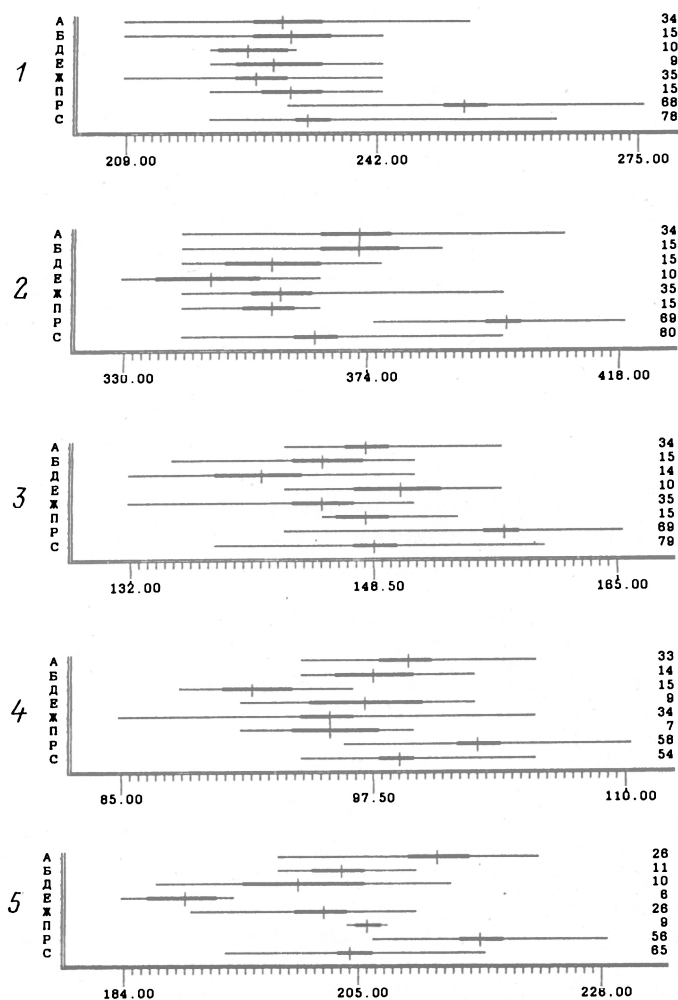 А 34
Б 15
Д 10
Е 9
Ж 35
П 15
Р 68
С 78
1
209.00 242.00 275.00
А 34
Б 15
Д 15
Е 10
Ж 35
П 15
Р 69
С 80
2
330.00 374.00 418.00
А 34
Б 15
Д 14
Е 10
Ж 35
П 15
Р 69
С 79
3
132.00 148.50 165.00
А 33
Б 14
Д 15
Е 9
Ж 34
П 7
Р 58
С 54
4
85.00 97.50 110.00
А 26
Б 11
Д 10
Е 6
Ж 26
П 9
Р 56
С 65
5
184.00 205.00 226.00